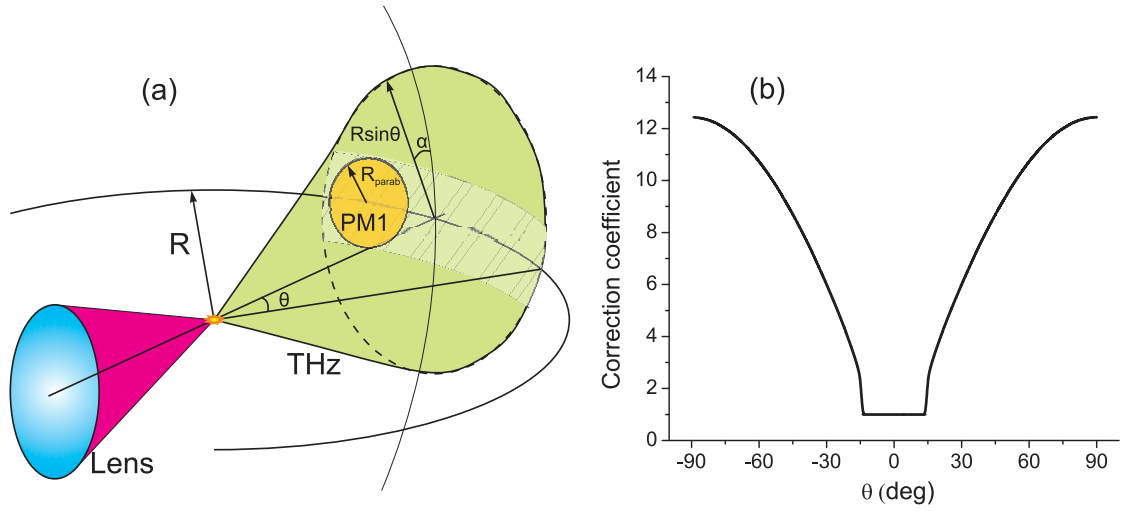 (a)
Rsinθ
α
R parab
PM1
R
θ
THz
Lens
(b)
Correction coefficient
14
12
10
8
6
4
2
0
-90 -60 -30 0 30 60 90
θ (deg)